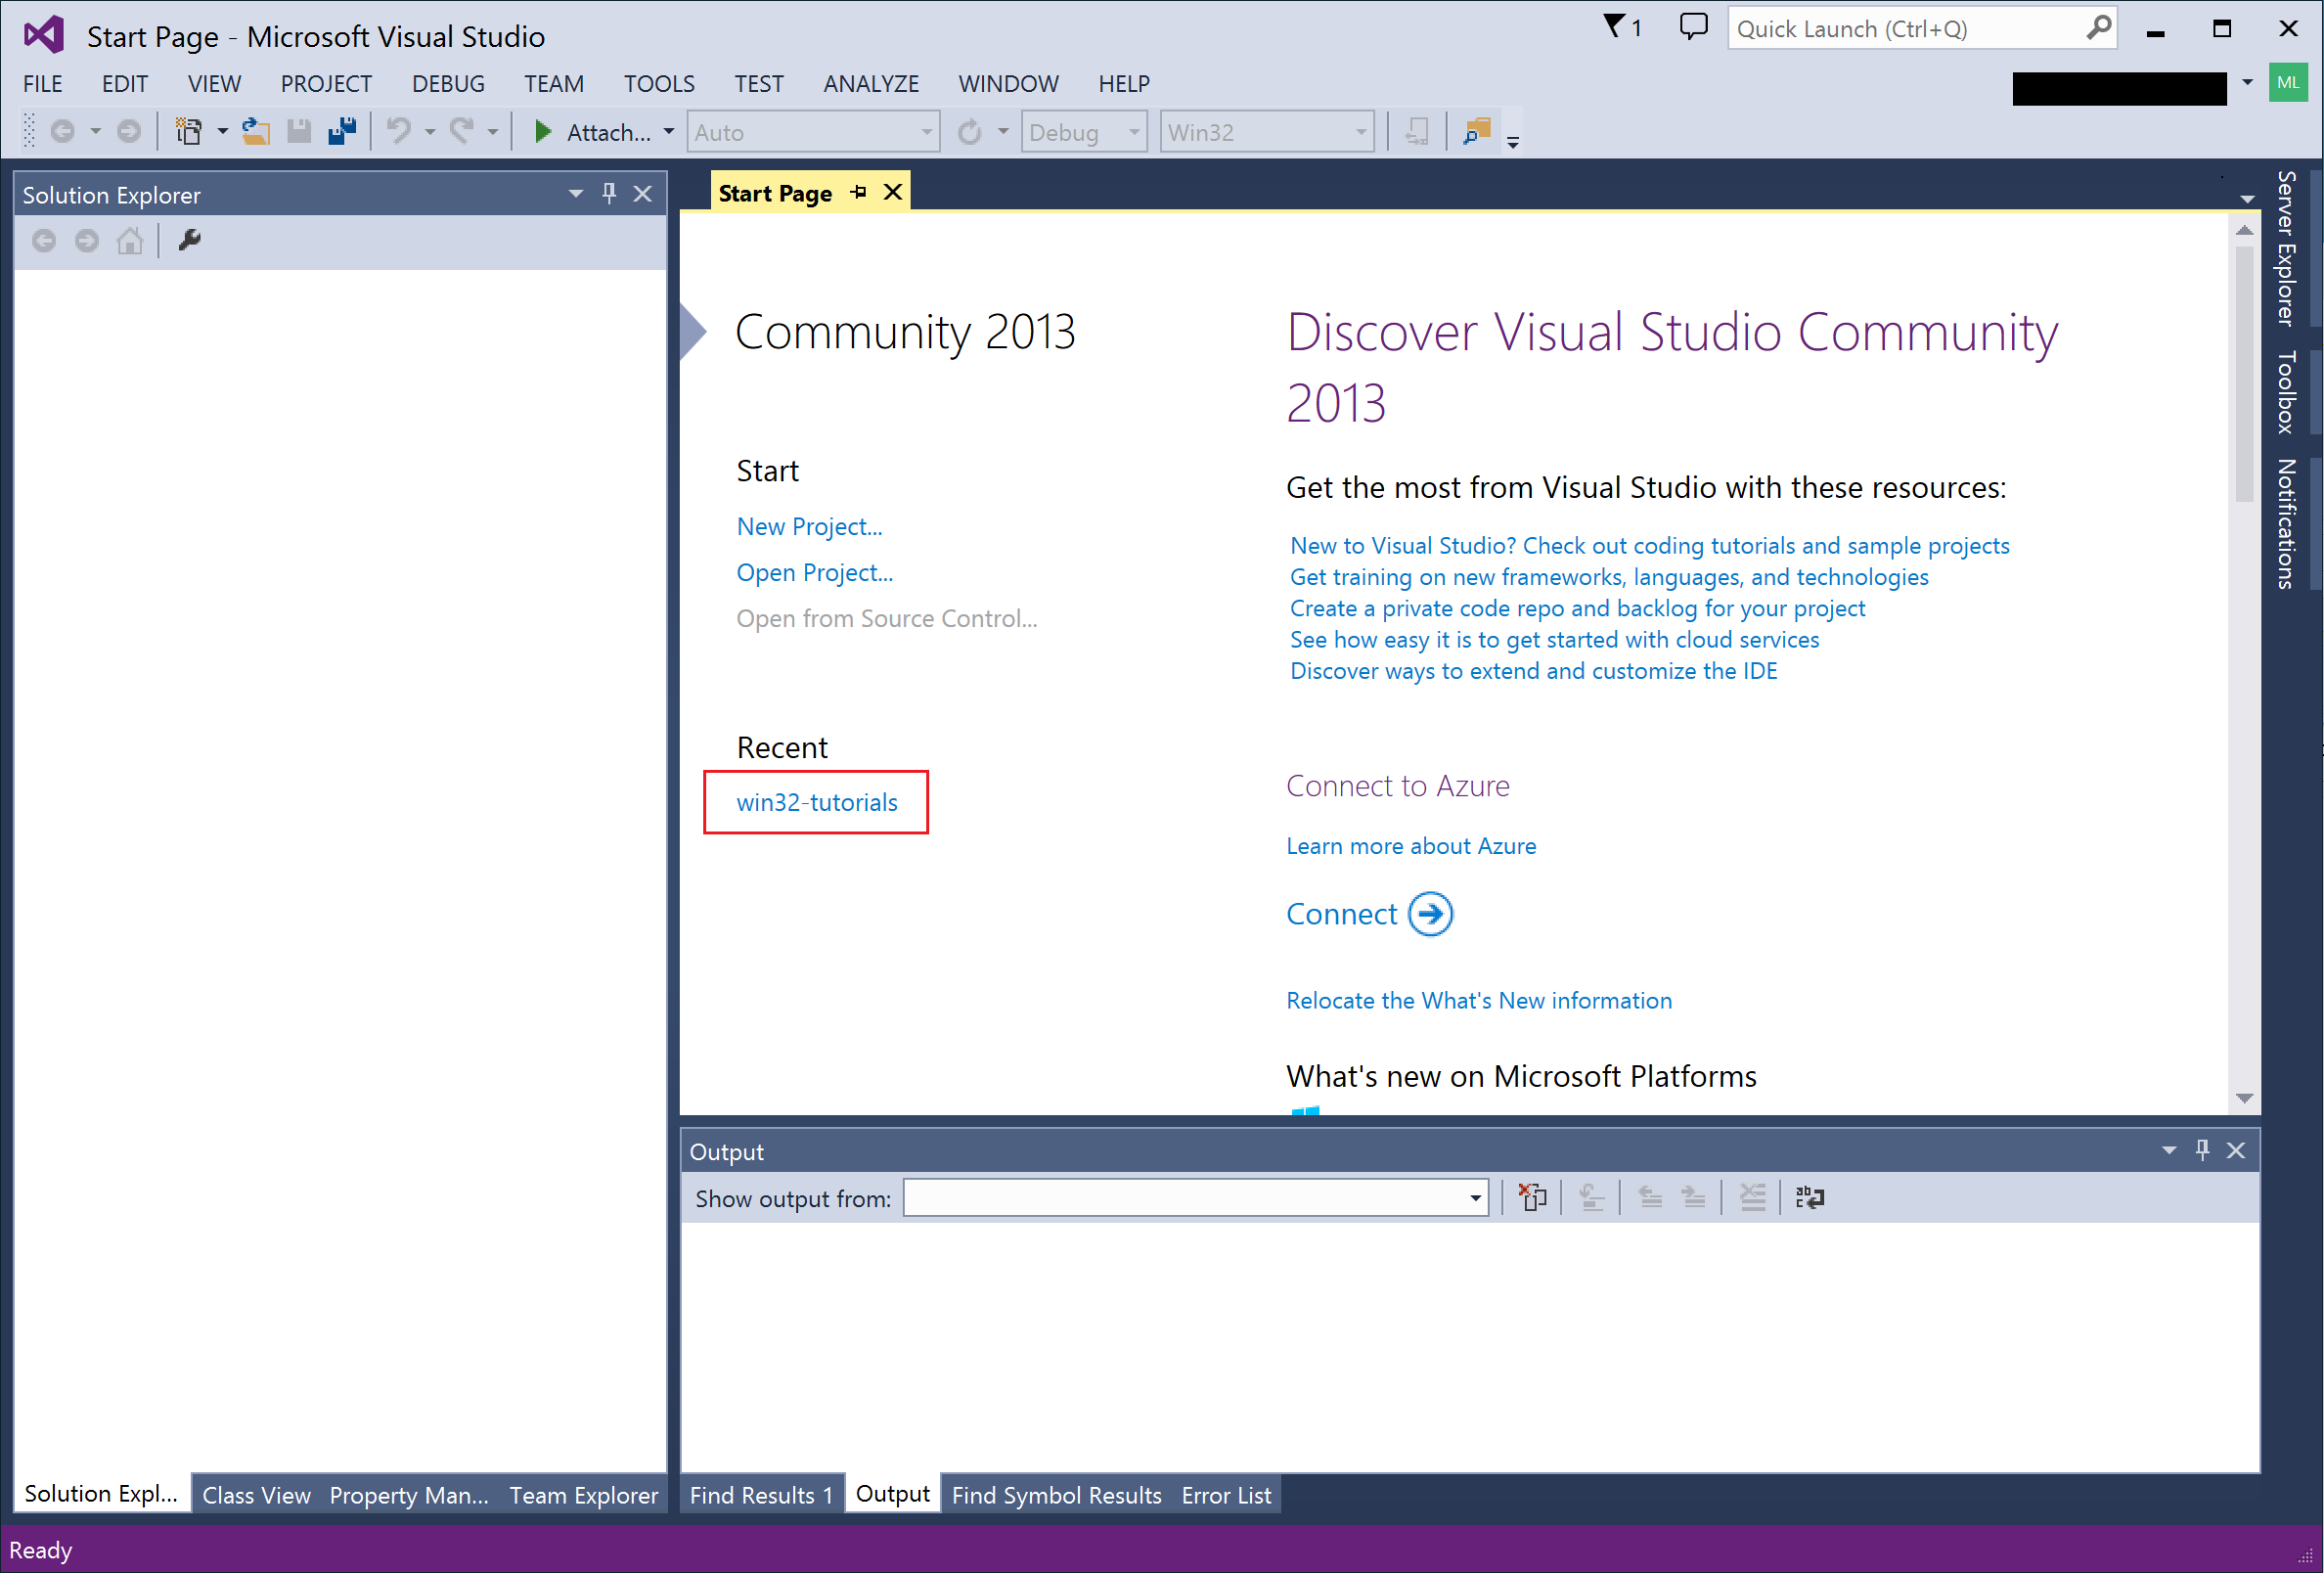 Start Page - Microsoft Visual Studio
1
Quick Launch (Ctrl+Q)
FILE EDIT VIEW PROJECT DEBUG TEAM TOOLS TEST ANALYZE WINDOW HELP
ML
Attach... Auto Debug Win32
Solution Explorer
Start Page
Server Explorer
Toolbox
Notifications
Community 2013
Start
New Project...
Open Project...
Open from Source Control...
Recent
win32-tutorials
Discover Visual Studio Community
2013
Get the most from Visual Studio with these resources:
New to Visual Studio? Check out coding tutorials and sample projects
Get training on new frameworks, languages, and technologies
Create a private code repo and backlog for your project
See how easy it is to get started with cloud services
Discover ways to extend and customize the IDE
Connect to Azure
Learn more about Azure
Connect
Relocate the What's New information
What's new on Microsoft Platforms
Output
Show output from:
Solution Expl... Class View Property Man... Team Explorer
Find Results 1 Output Find Symbol Results Error List
Ready